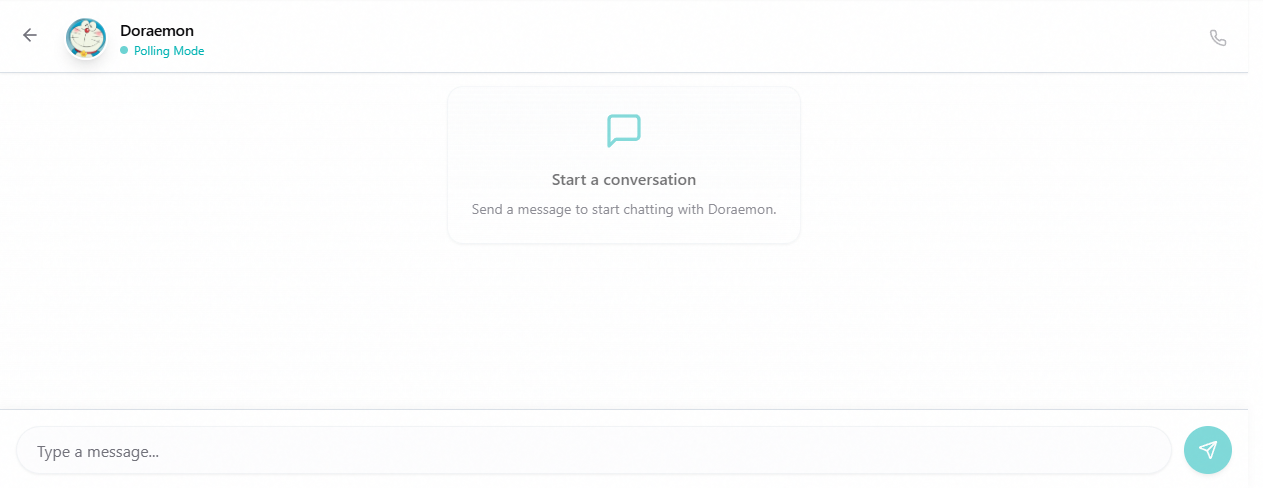 Doraemon
Polling Mode
Start a conversation
Send a message to start chatting with Doraemon.
Type a message...